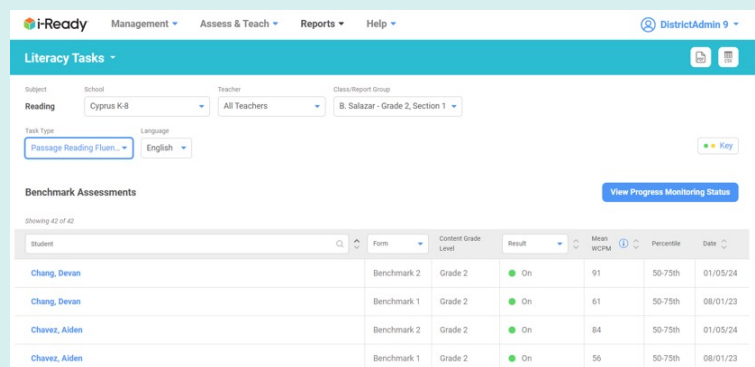 i-Ready Management Assess & Teach Reports Help DistrictAdmin 9
Literacy Tasks
Subject School Teacher Class/Report Group
Reading Cyprus K-8 All Teachers B. Salazar - Grade 2, Section 1
Task Type Language
Passage Reading Fluen... English Key
Benchmark Assessments View Progress Monitoring Status
Showing 42 of 42
Student Form Content Grade Level Result Mean WCPM Percentile Date
Chang, Devan Benchmark 2 Grade 2 On 91 50-75th 01/05/24
Chang, Devan Benchmark 1 Grade 2 On 61 50-75th 08/01/23
Chavez, Aiden Benchmark 2 Grade 2 On 84 50-75th 01/05/24
Chavez, Aiden Benchmark 1 Grade 2 On 56 50-75th 08/01/23